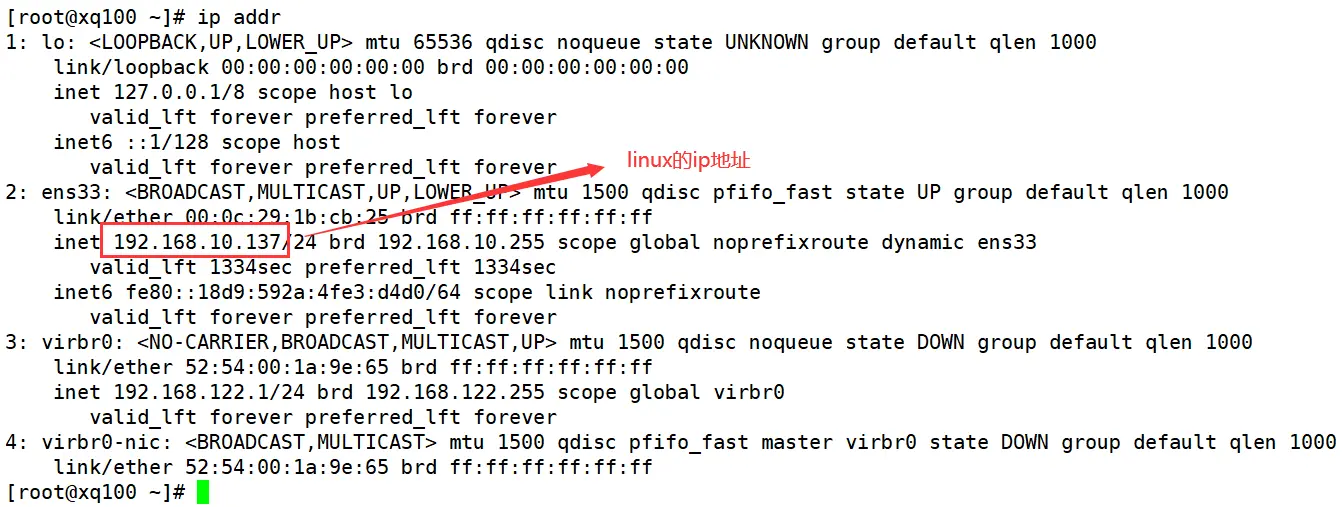 [root@xq100 ~]# ip addr
1: lo: <LOOPBACK,UP,LOWER_UP> mtu 65536 qdisc noqueue state UNKNOWN group default qlen 1000
link/loopback 00:00:00:00:00:00 brd 00:00:00:00:00:00
inet 127.0.0.1/8 scope host lo
valid_lft forever preferred_lft forever
inet6 ::1/128 scope host
valid_lft forever preferred_lft forever
linux的ip地址
2: ens33: <BROADCAST,MULTICAST,UP,LOWER_UP> mtu 1500 qdisc pfifo_fast state UP group default qlen 1000
link/ether 00:0c:29:1b:cb:25 brd ff:ff:ff:ff:ff:ff
inet 192.168.10.137/24 brd 192.168.10.255 scope global noprefixroute dynamic ens33
valid_lft 1334sec preferred_lft 1334sec
inet6 fe80::18d9:592a:4fe3:d4d0/64 scope link noprefixroute
valid_lft forever preferred_lft forever
3: virbr0: <NO-CARRIER,BROADCAST,MULTICAST,UP> mtu 1500 qdisc noqueue state DOWN group default qlen 1000
link/ether 52:54:00:1a:9e:65 brd ff:ff:ff:ff:ff:ff
inet 192.168.122.1/24 brd 192.168.122.255 scope global virbr0
valid_lft forever preferred_lft forever
4: virbr0-nic: <BROADCAST,MULTICAST> mtu 1500 qdisc pfifo_fast master virbr0 state DOWN group default qlen 1000
link/ether 52:54:00:1a:9e:65 brd ff:ff:ff:ff:ff:ff
[root@xq100 ~]#